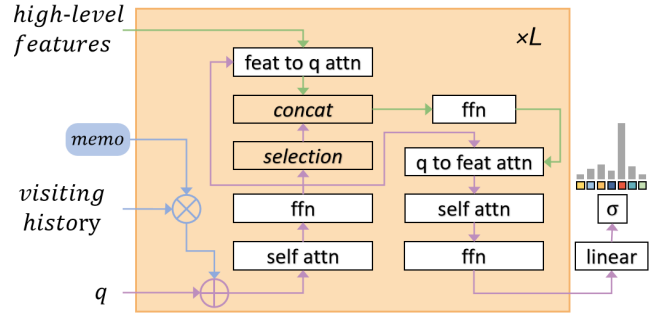 high-level
features
×L
feat to q attn
concat
ffn
memo
selection
q to feat attn
visiting
history
ffn
self attn
σ
self attn
ffn
linear
q